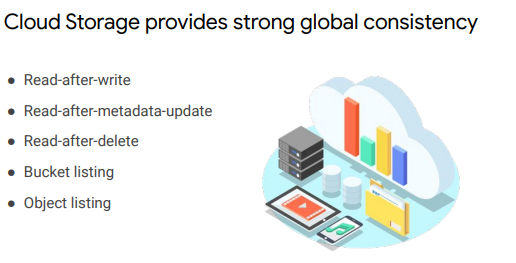 Cloud Storage provides strong global consistency
● Read-after-write
● Read-after-metadata-update
● Read-after-delete
● Bucket listing
● Object listing